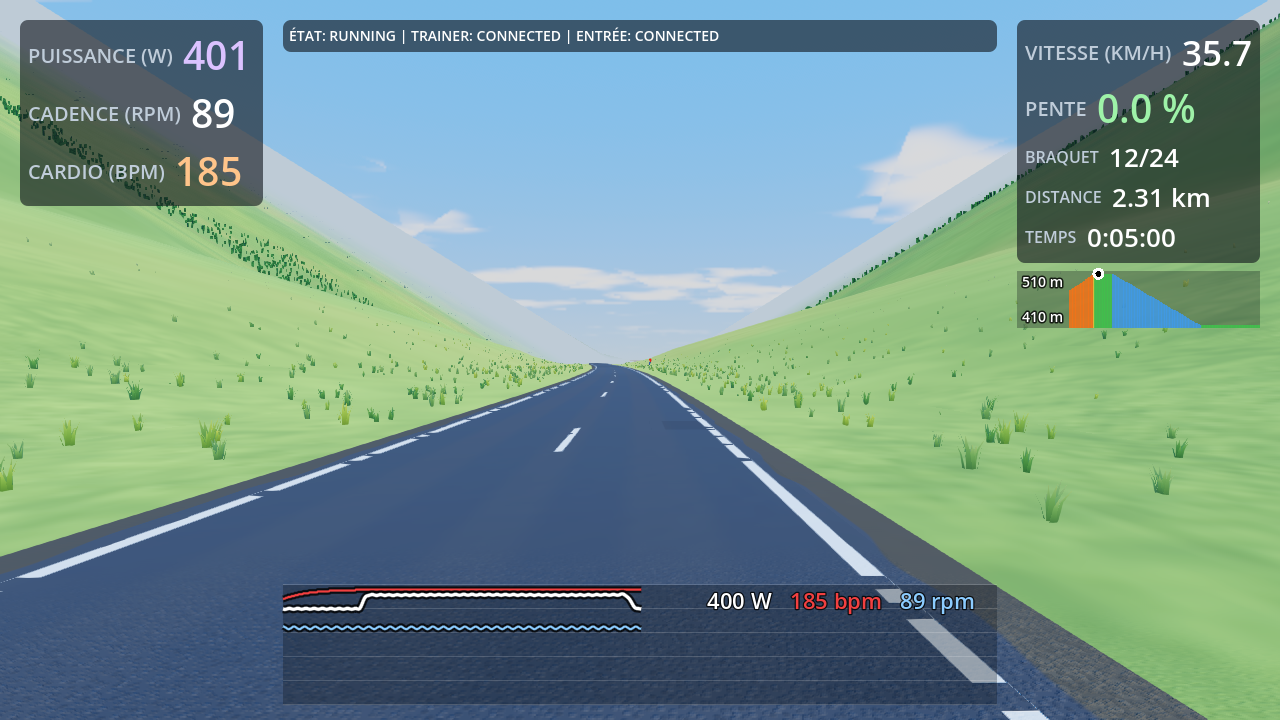 PUISSANCE (W) 401
CADENCE (RPM) 89
CARDIO (BPM) 185
ÉTAT: RUNNING | TRAINER: CONNECTED | ENTRÉE: CONNECTED
VITESSE (KM/H) 35.7
PENTE 0.0 %
BRAQUET 12/24
DISTANCE 2.31 km
TEMPS 0:05:00
510 m
410 m
400 W 185 bpm 89 rpm